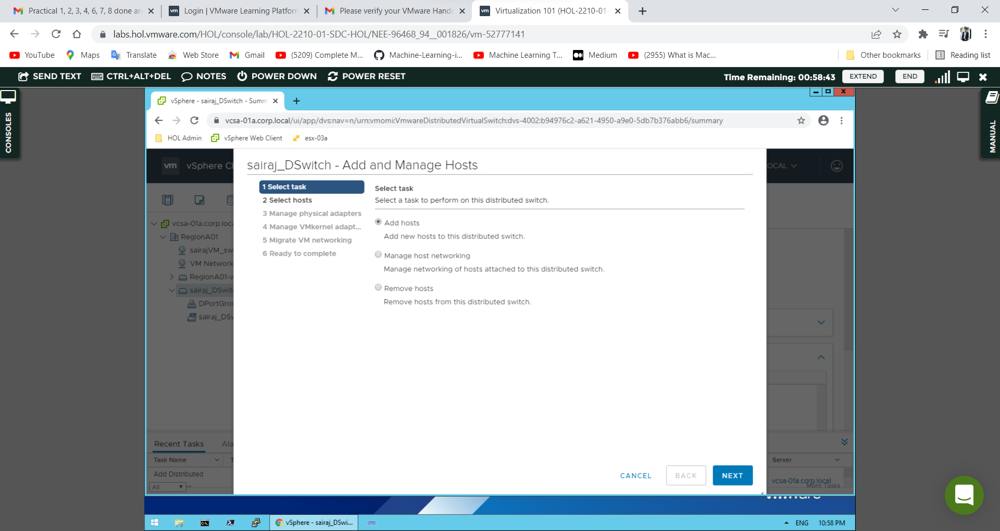 Practical 1, 2, 3, 4, 6, 7, 8 done an
Login | VMware Learning Platform
Please verify your VMware Hands
vm Virtualization 101 (HOL-2210-01-
labs.hol.vmware.com/HOL/console/lab/HOL-2210-01-SDC-HOL/NEE-96468_94__001826/vm-52777141
YouTube Maps Translate Web Store Gmail (5209) Complete M... Machine-Learning-i... Machine Learning T... Medium (2955) What is Mac... Other bookmarks Reading list
SEND TEXT CTRL+ALT+DEL NOTES POWER DOWN POWER RESET Time Remaining: 00:58:43 EXTEND END
CONSOLES
MANUAL
vSphere - sairaj_DSwitch - Summ
vcsa-01a.corp.local/ui/app/dvs;nav=n/urn:vmomi:VmwareDistributedVirtualSwitch:dvs-4002:b94976c2-a621-4950-a9e0-5db7b376abb6/summary
HOL Admin vSphere Web Client esx-03a
vm vSphere Cl
OCAL
sairaj_DSwitch - Add and Manage Hosts
1 Select task
2 Select hosts
3 Manage physical adapters
4 Manage VMkernel adapt...
5 Migrate VM networking
6 Ready to complete
Select task
Select a task to perform on this distributed switch.
Add hosts
Add new hosts to this distributed switch.
Manage host networking
Manage networking of hosts attached to this distributed switch.
Remove hosts
Remove hosts from this distributed switch.
CANCEL BACK NEXT
vcsa-01a.corp.loca
RegionA01
sairajVM_sw
VM Network
RegionA01-v
sairaj_DSwitc
DPortGrou
sairaj_DSw
Recent Tasks Ala
Task Name T
Server
Add Distributed
All
vcsa-01a.corp.local
More Tasks
vmware
vSphere - sairaj_DSwi...
ENG 10:58 PM